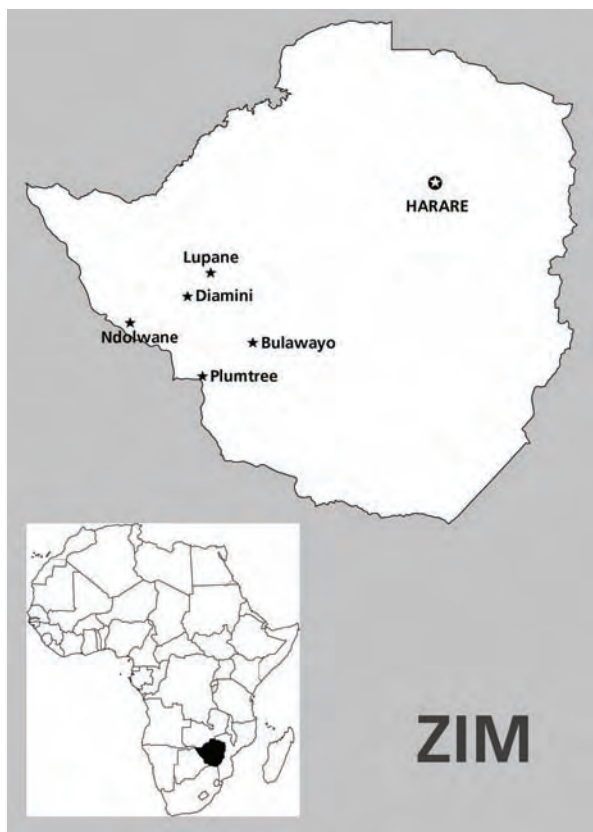 HARARE
Lupane
Diamini
Ndolwane
Bulawayo
Plumtree
ZIM